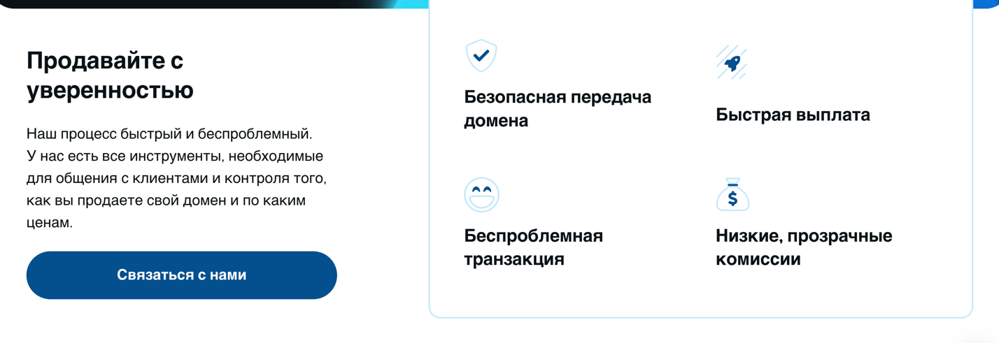 Продавайте с
уверенностью
Наш процесс быстрый и беспроблемный.
У нас есть все инструменты, необходимые
для общения с клиентами и контроля того,
как вы продаете свой домен и по каким
ценам.
Связаться с нами
Безопасная передача
домена
Быстрая выплата
Беспроблемная
транзакция
$
Низкие, прозрачные
комиссии